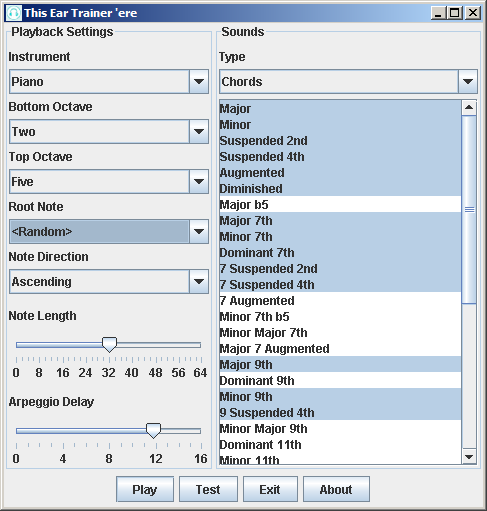 This Ear Trainer 'ere
Playback Settings
Instrument
Piano
Bottom Octave
Two
Top Octave
Five
Root Note
<Random>
Note Direction
Ascending
Note Length
0 8 16 24 32 40 48 56 64
Arpeggio Delay
0 4 8 12 16
Sounds
Type
Chords
Major
Minor
Suspended 2nd
Suspended 4th
Augmented
Diminished
Major b5
Major 7th
Minor 7th
Dominant 7th
7 Suspended 2nd
7 Suspended 4th
7 Augmented
Minor 7th b5
Minor Major 7th
Major 7 Augmented
Major 9th
Dominant 9th
Minor 9th
9 Suspended 4th
Minor Major 9th
Dominant 11th
Minor 11th
Play Test Exit About